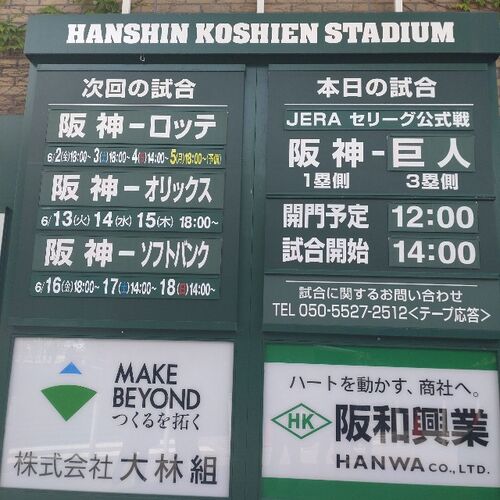 HANSHIN KOSHIEN STADIUM
次回の試合
阪神-ロッテ
6/2(金)18:00~ 3(土)18:00~ 4(日)14:00~ 5(月)18:00~(予備)
阪神-オリックス
6/13(火) 14(水) 15(木) 18:00~
阪神-ソフトバンク
6/16(金)18:00~ 17(土)14:00~ 18(日)14:00~
本日の試合
JERA セリーグ公式戦
阪神-巨人
1塁側 3塁側
開門予定 12:00
試合開始 14:00
試合に関するお問い合わせ
TEL 050-5527-2512<テープ応答>
MAKE
BEYOND
つくるを拓く
株式会社 大林組
ハートを動かす、商社へ。
HK 阪和興業
HANWA CO., LTD.